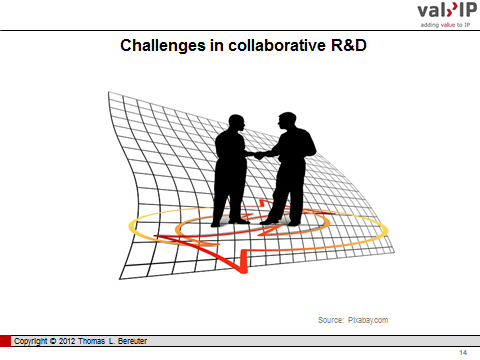 val>>IP
adding value to IP
Challenges in collaborative R&D
Source: Pixabay.com
Copyright © 2012 Thomas L. Bereuter
14